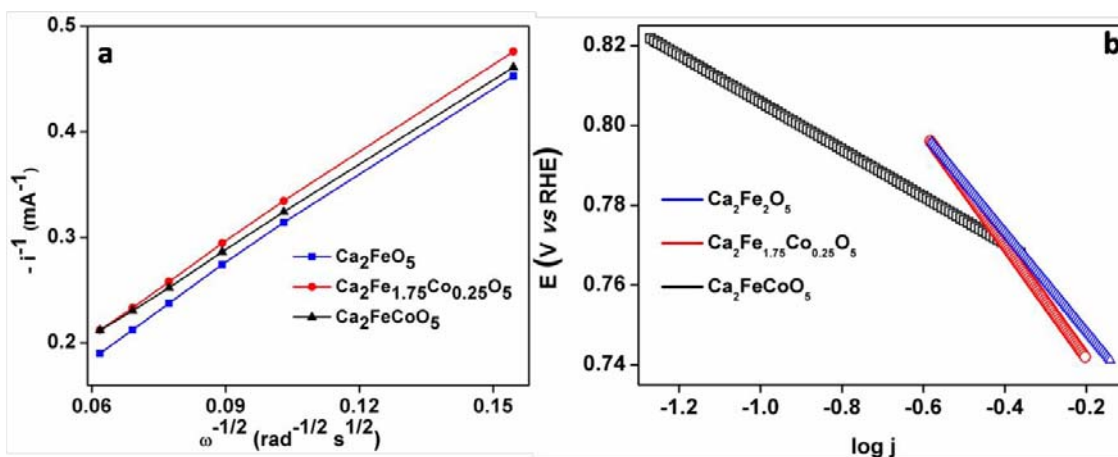 a
0.5
0.4
0.3
0.2
- i⁻¹ (mA⁻¹)
Ca₂FeO₅
Ca₂Fe₁.₇₅Co₀.₂₅O₅
Ca₂FeCoO₅
0.06 0.09 0.12 0.15
ω⁻¹/² (rad⁻¹/² s¹/²)
b
0.82
0.80
0.78
0.76
0.74
E (V vs RHE)
Ca₂Fe₂O₅
Ca₂Fe₁.₇₅Co₀.₂₅O₅
Ca₂FeCoO₅
-1.2 -1.0 -0.8 -0.6 -0.4 -0.2
log j